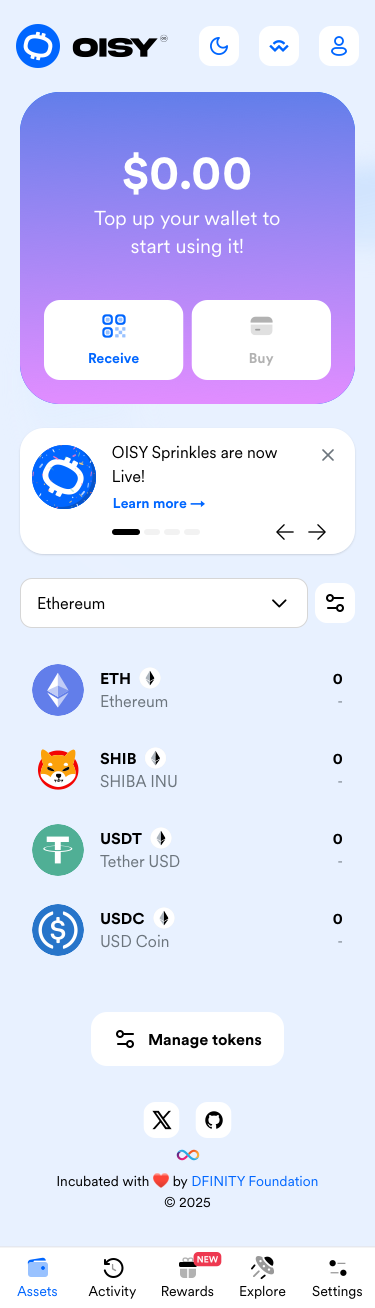 OISY
$0.00
Top up your wallet to
start using it!
Receive
Buy
OISY Sprinkles are now
Live!
Learn more →
Ethereum
ETH
0
Ethereum
-
SHIB
0
SHIBA INU
-
USDT
0
Tether USD
-
USDC
0
USD Coin
-
Manage tokens
Incubated with ❤️ by DFINITY Foundation
© 2025
NEW
Assets
Activity
Rewards
Explore
Settings